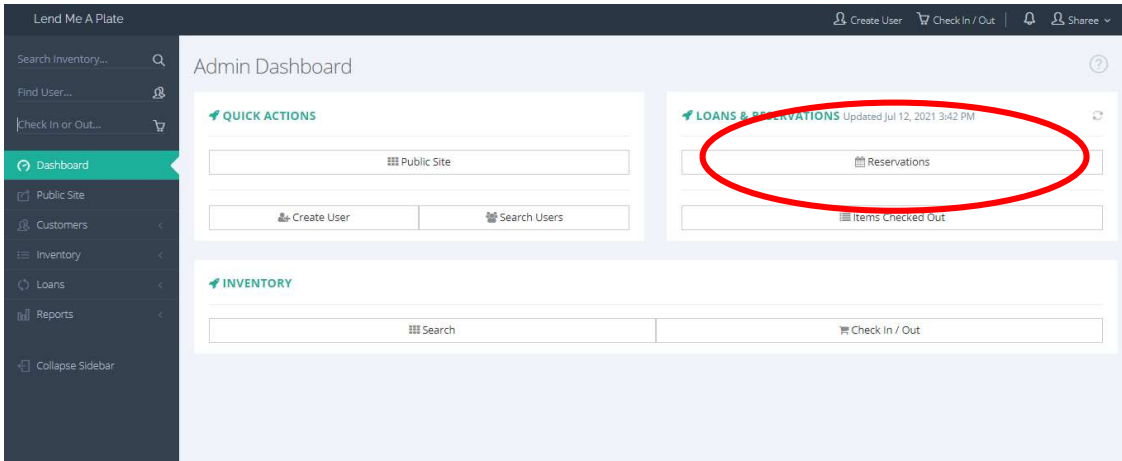 Lend Me A Plate
Create User Check In / Out Sharee
Search Inventory...
Find User...
Check In or Out...
Dashboard
Public Site
Customers
Inventory
Loans
Reports
Collapse Sidebar
Admin Dashboard
QUICK ACTIONS
Public Site
Create User Search Users
LOANS & RESERVATIONS Updated Jul 12, 2021 3:42 PM
Reservations
Items Checked Out
INVENTORY
Search Check In / Out